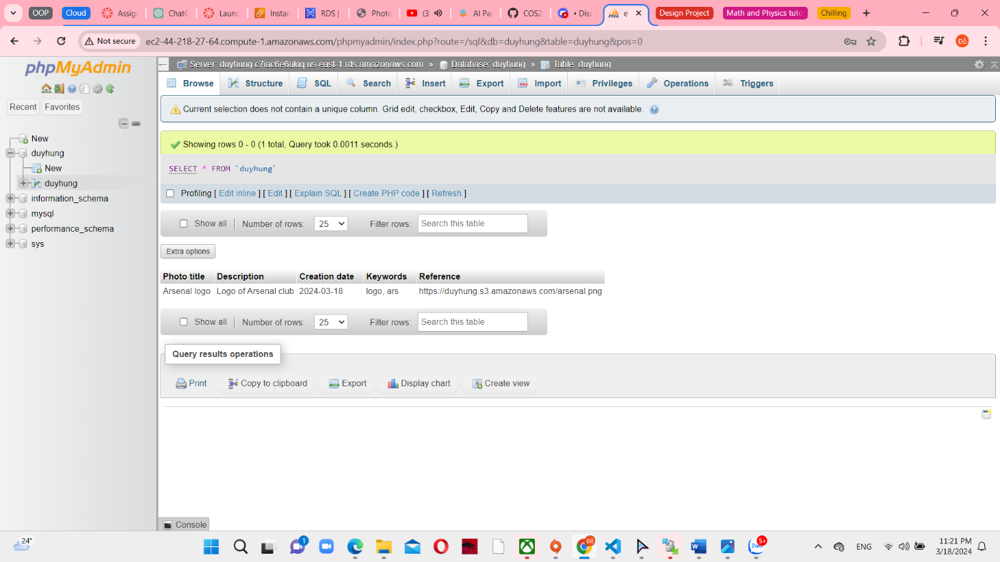 OOP Cloud Assign ChatG Launc Instan RDS | Photo (3 AI Pa COS2 • Disc e Design Project Math and Physics tuto Chilling
Not secure ec2-44-218-27-64.compute-1.amazonaws.com/phpmyadmin/index.php?route=/sql&db=duyhung&table=duyhung&pos=0 Đô
phpMyAdmin
Recent Favorites
New
duyhung
New
duyhung
information_schema
mysql
performance_schema
sys
Server: duyhung.c7iac6e6akiq.us-east-1.rds.amazonaws.com » Database: duyhung » Table: duyhung
Browse Structure SQL Search Insert Export Import Privileges Operations Triggers
Current selection does not contain a unique column. Grid edit, checkbox, Edit, Copy and Delete features are not available.
Showing rows 0 - 0 (1 total, Query took 0.0011 seconds.)
SELECT * FROM `duyhung`
Profiling [ Edit inline ] [ Edit ] [ Explain SQL ] [ Create PHP code ] [ Refresh ]
Show all Number of rows: 25 Filter rows: Search this table
Extra options
Photo title Description Creation date Keywords Reference
Arsenal logo Logo of Arsenal club 2024-03-18 logo, ars https://duyhung.s3.amazonaws.com/arsenal.png
Show all Number of rows: 25 Filter rows: Search this table
Query results operations
Print Copy to clipboard Export Display chart Create view
Console
24° 1 Đô Zalo 5+ ENG 11:21 PM
3/18/2024